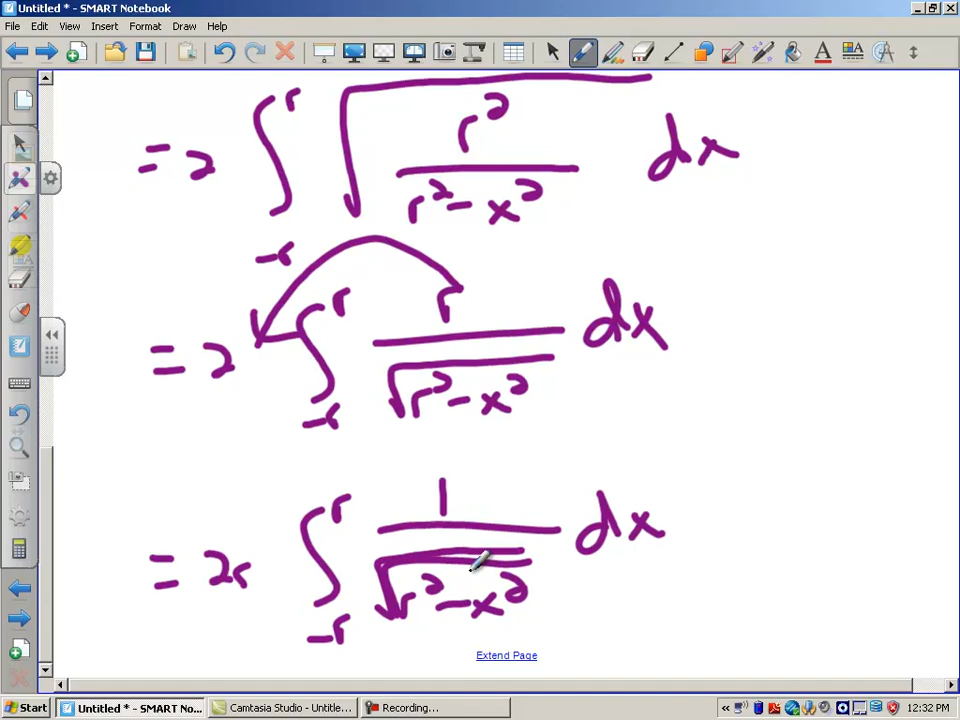 Untitled * - SMART Notebook
File Edit View Insert Format Draw Help
= 2 ∫_{-r}^{r} √(r²/(r² - x²)) dx
= 2 ∫_{-r}^{r} r/√(r² - x²) dx
= 2r ∫_{-r}^{r} 1/√(r² - x²) dx
Extend Page
Start Untitled * - SMART No... Camtasia Studio - Untitle... Recording... 12:32 PM